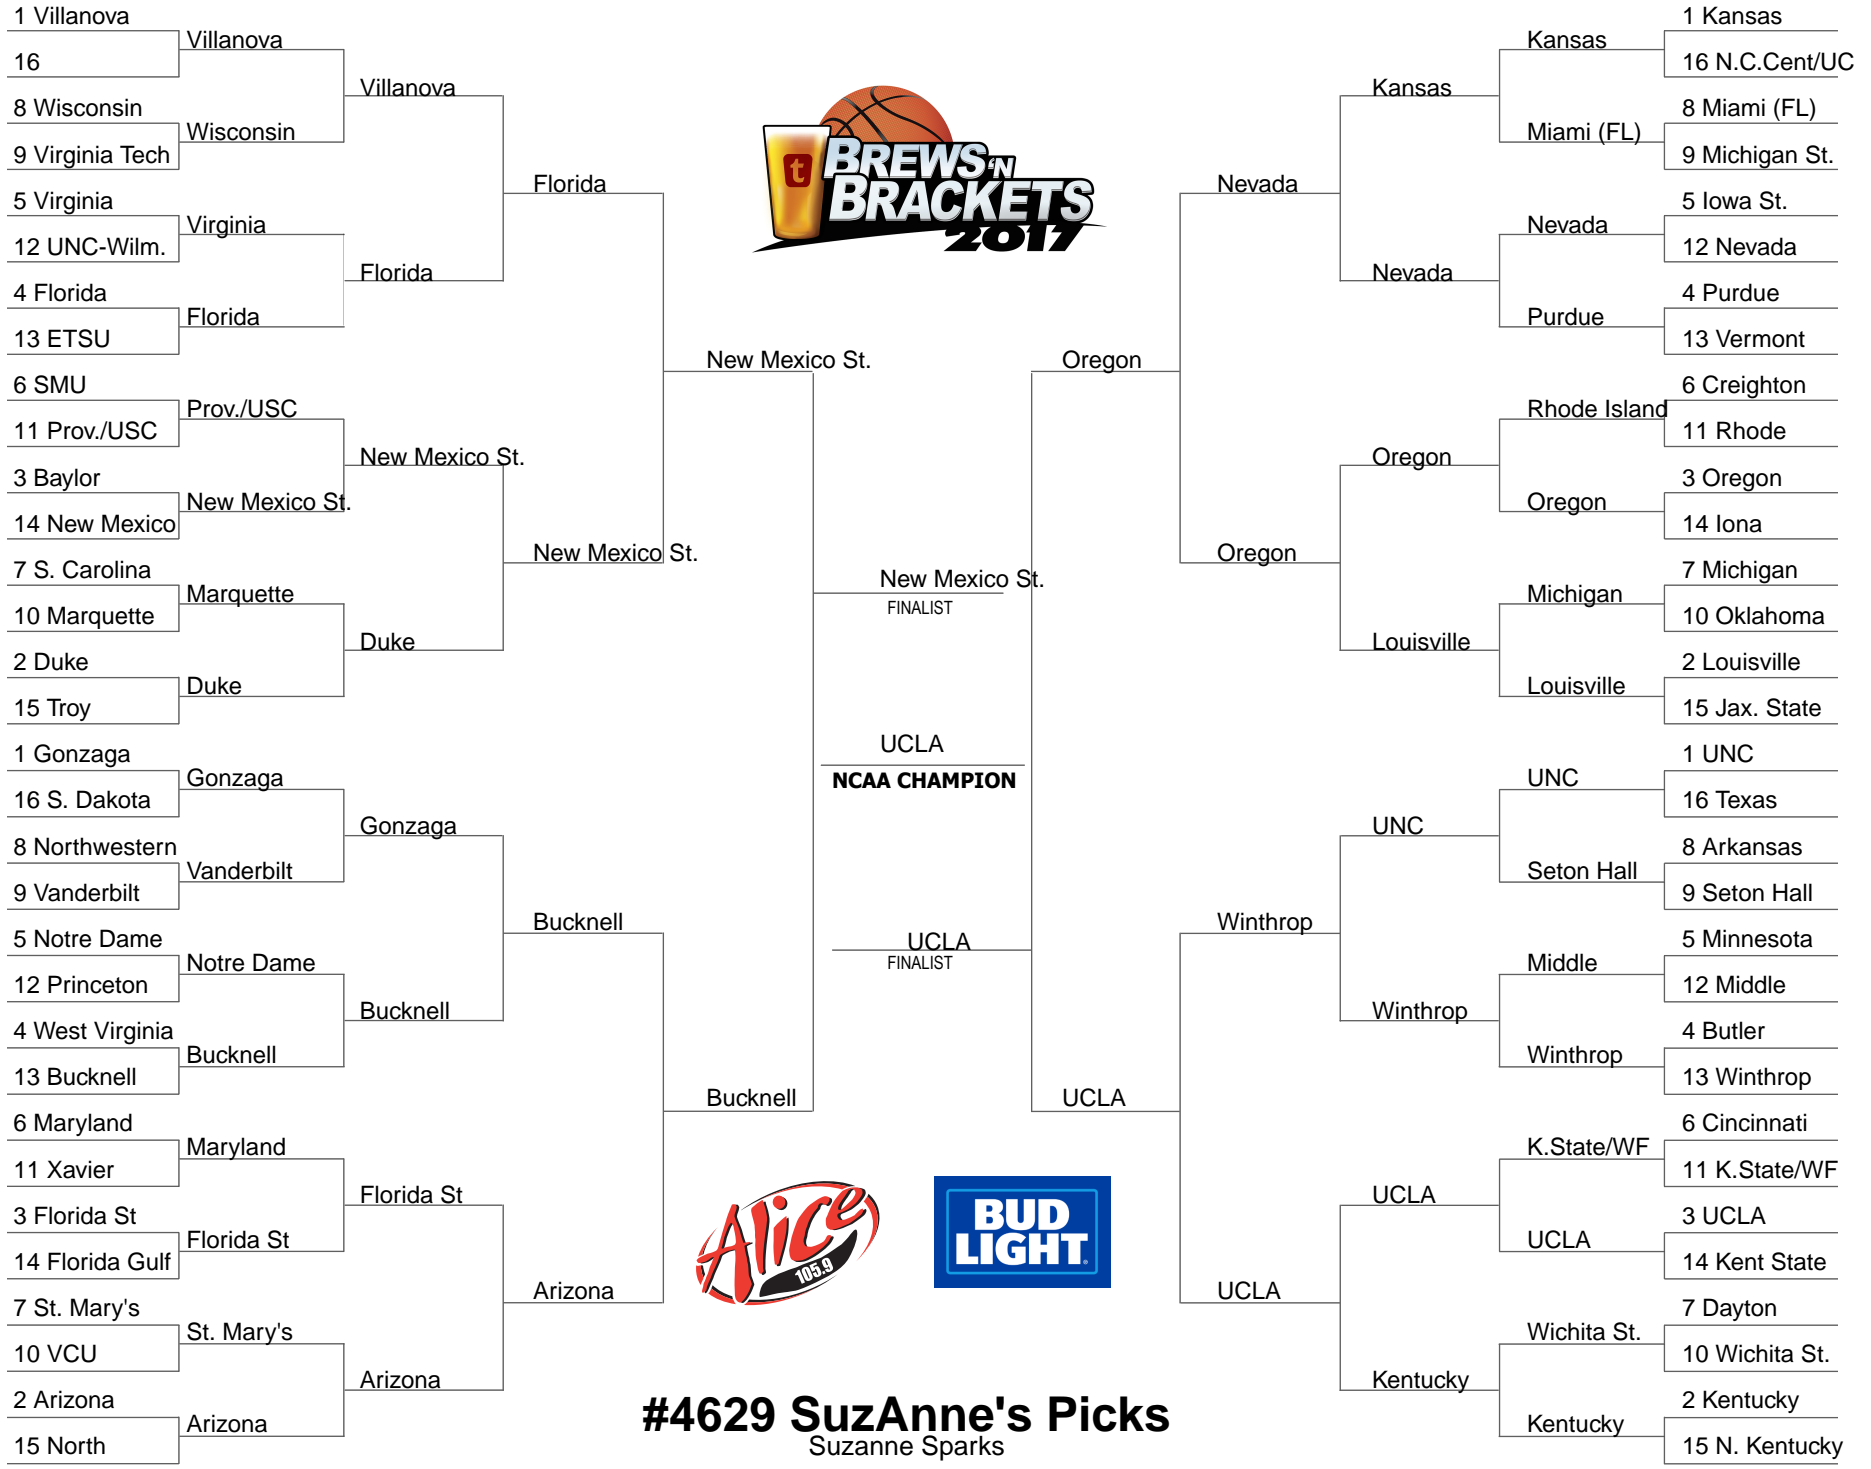 1 Villanova
16
8 Wisconsin
9 Virginia Tech
5 Virginia
12 UNC-Wilm.
4 Florida
13 ETSU
6 SMU
11 Prov./USC
3 Baylor
14 New Mexico
7 S. Carolina
10 Marquette
2 Duke
15 Troy
1 Gonzaga
16 S. Dakota
8 Northwestern
9 Vanderbilt
5 Notre Dame
12 Princeton
4 West Virginia
13 Bucknell
6 Maryland
11 Xavier
3 Florida St
14 Florida Gulf
7 St. Mary's
10 VCU
2 Arizona
15 North
Villanova
Wisconsin
Virginia
Florida
Prov./USC
New Mexico St.
Marquette
Duke
Gonzaga
Vanderbilt
Notre Dame
Bucknell
Maryland
Florida St
St. Mary's
Arizona
Villanova
Florida
New Mexico St.
Duke
Gonzaga
Bucknell
Florida St
Arizona
Florida
New Mexico St.
Bucknell
Arizona
New Mexico St.
Bucknell
t
BREWS 'N
BRACKETS
2017
New Mexico St.
FINALIST
UCLA
NCAA CHAMPION
UCLA
FINALIST
Alice
105.9
BUD
LIGHT
#4629 SuzAnne's Picks
Suzanne Sparks
Oregon
UCLA
Nevada
Oregon
Winthrop
UCLA
Kansas
Nevada
Oregon
Louisville
UNC
Winthrop
UCLA
Kentucky
Kansas
Miami (FL)
Nevada
Purdue
Rhode Island
Oregon
Michigan
Louisville
UNC
Seton Hall
Middle
Winthrop
K.State/WF
UCLA
Wichita St.
Kentucky
1 Kansas
16 N.C.Cent/UC
8 Miami (FL)
9 Michigan St.
5 Iowa St.
12 Nevada
4 Purdue
13 Vermont
6 Creighton
11 Rhode
3 Oregon
14 Iona
7 Michigan
10 Oklahoma
2 Louisville
15 Jax. State
1 UNC
16 Texas
8 Arkansas
9 Seton Hall
5 Minnesota
12 Middle
4 Butler
13 Winthrop
6 Cincinnati
11 K.State/WF
3 UCLA
14 Kent State
7 Dayton
10 Wichita St.
2 Kentucky
15 N. Kentucky